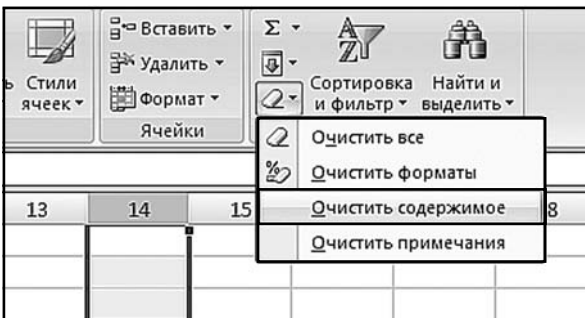 Вставить
Удалить
Формат
Ячейки
ь Стили
ячеек
Σ
Сортировка
и фильтр
Найти и
выделить
Очистить все
Очистить форматы
Очистить содержимое
Очистить примечания
13 14 15 8